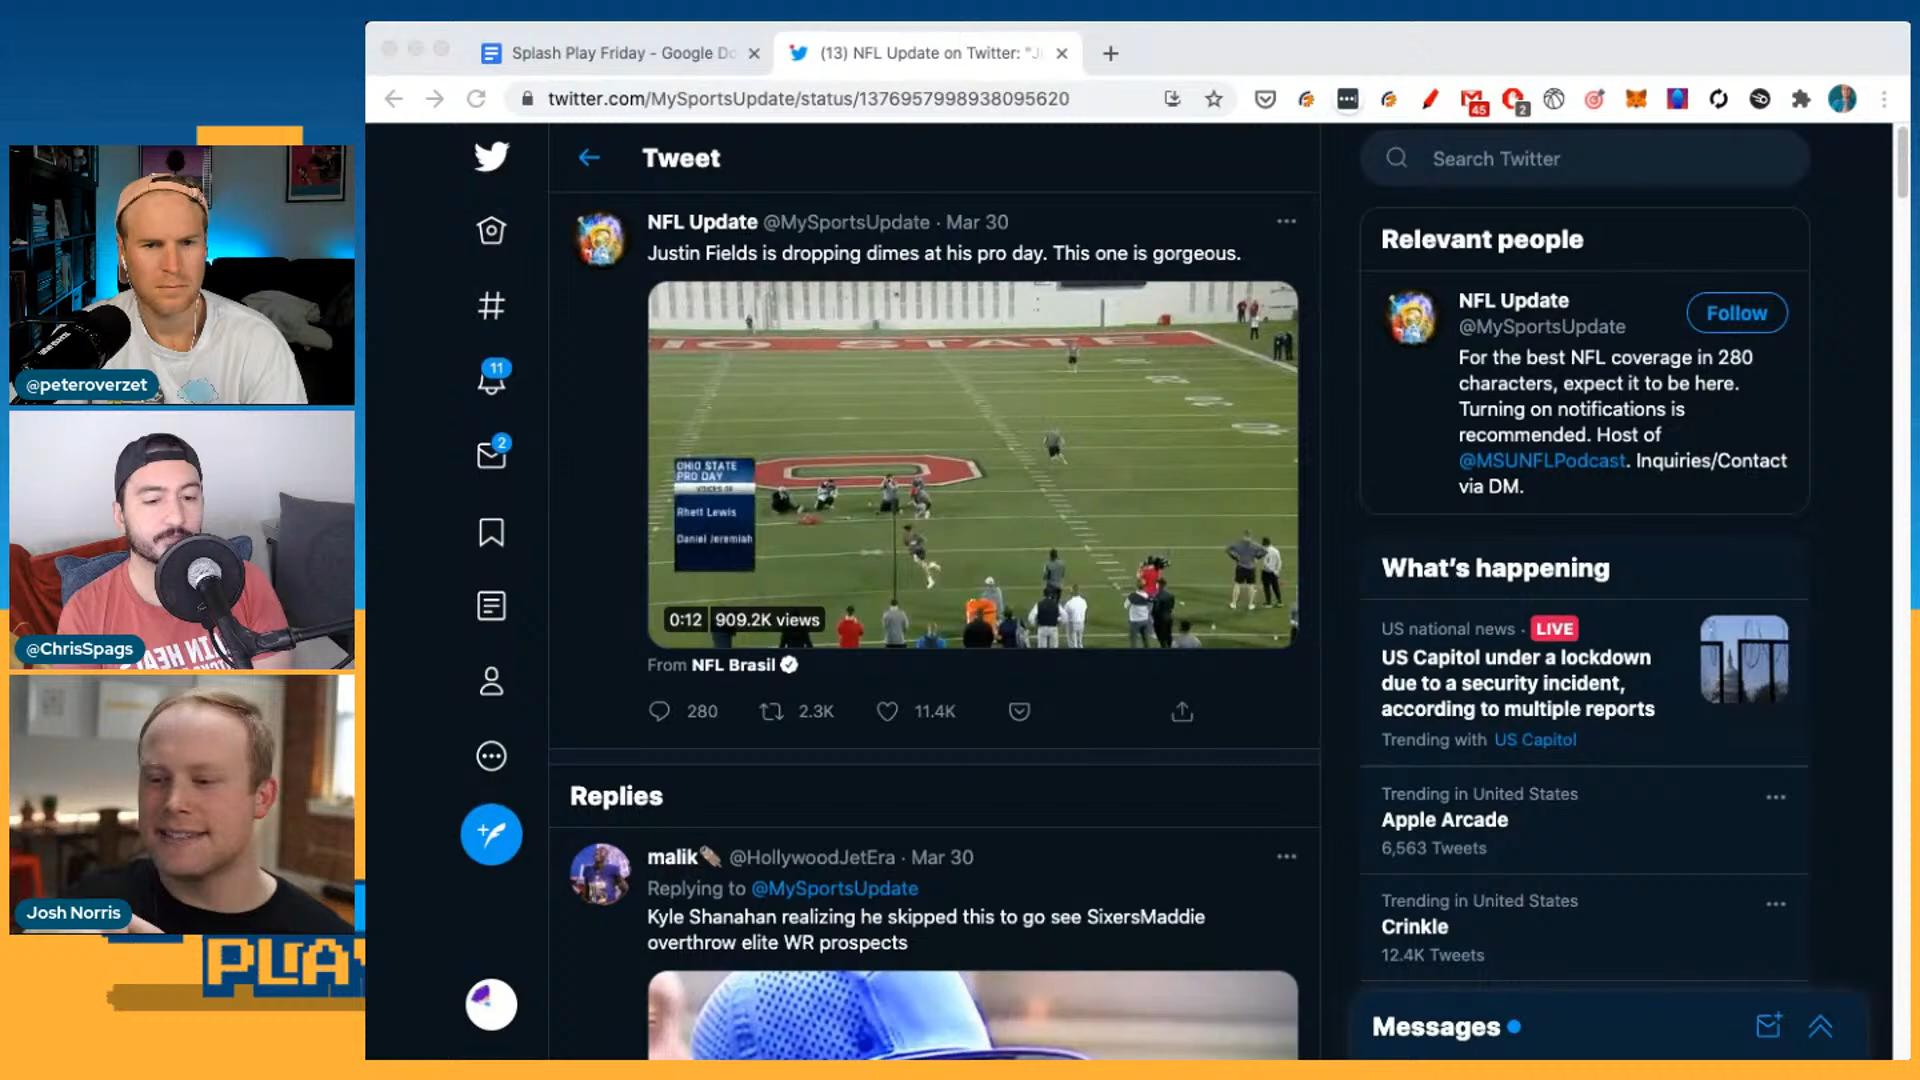 Splash Play Friday - Google Do
(13) NFL Update on Twitter: "J
twitter.com/MySportsUpdate/status/1376957998938095620
45
2
Tweet
Search Twitter
NFL Update @MySportsUpdate · Mar 30
Justin Fields is dropping dimes at his pro day. This one is gorgeous.
IO STATE
OHIO STATE
PRO DAY
VOICES OF
Rhett Lewis
Daniel Jeremiah
0:12
909.2K views
From NFL Brasil
280
2.3K
11.4K
Replies
malik @HollywoodJetEra · Mar 30
Replying to @MySportsUpdate
Kyle Shanahan realizing he skipped this to go see SixersMaddie
overthrow elite WR prospects
11
2
Relevant people
NFL Update
@MySportsUpdate
Follow
For the best NFL coverage in 280
characters, expect it to be here.
Turning on notifications is
recommended. Host of
@MSUNFLPodcast. Inquiries/Contact
via DM.
What's happening
US national news · LIVE
US Capitol under a lockdown
due to a security incident,
according to multiple reports
Trending with US Capitol
Trending in United States
Apple Arcade
6,563 Tweets
Trending in United States
Crinkle
12.4K Tweets
Messages
@peteroverzet
@ChrisSpags
Josh Norris
PLAY